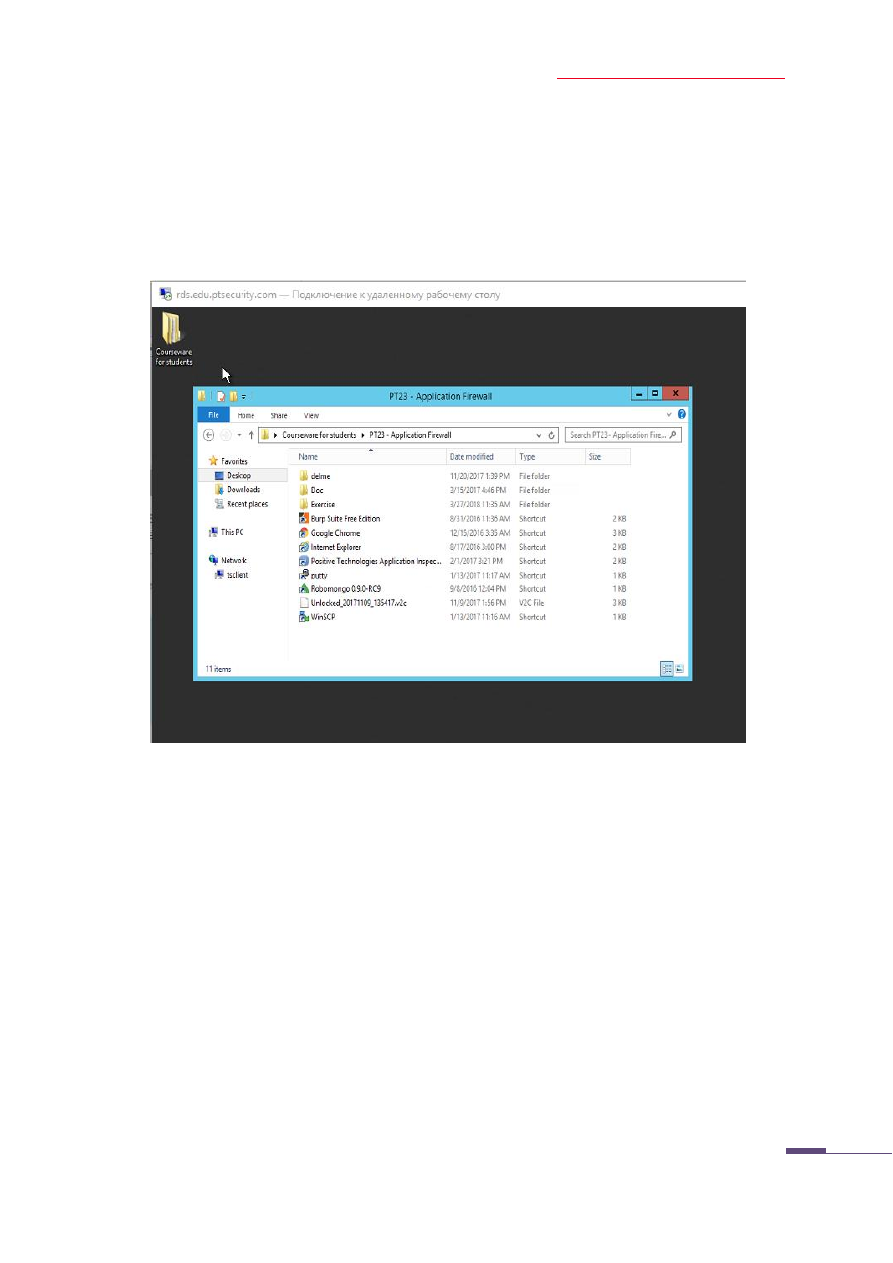 rds.edu.ptsecurity.com — Подключение к удаленному рабочему столу
Courseware
for students
PT23 - Application Firewall
File Home Share View
Courseware for students PT23 - Application Firewall Search PT23 - Application Fire...
Name Date modified Type Size
Favorites
Desktop
Downloads
Recent places
This PC
Network
tsclient
delme 11/20/2017 1:39 PM File folder
Doc 3/15/2017 4:46 PM File folder
Exercise 3/27/2018 11:35 AM File folder
Burp Suite Free Edition 8/31/2016 11:36 AM Shortcut 2 KB
Google Chrome 12/15/2016 3:35 AM Shortcut 3 KB
Internet Explorer 8/17/2016 3:00 PM Shortcut 2 KB
Positive Technologies Application Inspec... 2/1/2017 3:21 PM Shortcut 2 KB
putty 1/13/2017 11:17 AM Shortcut 1 KB
Robomongo 0.9.0-RC9 9/8/2016 12:04 PM Shortcut 1 KB
Unlocked_20171109_135417.v2c 11/9/2017 1:56 PM V2C File 3 KB
WinSCP 1/13/2017 11:16 AM Shortcut 1 KB
11 items